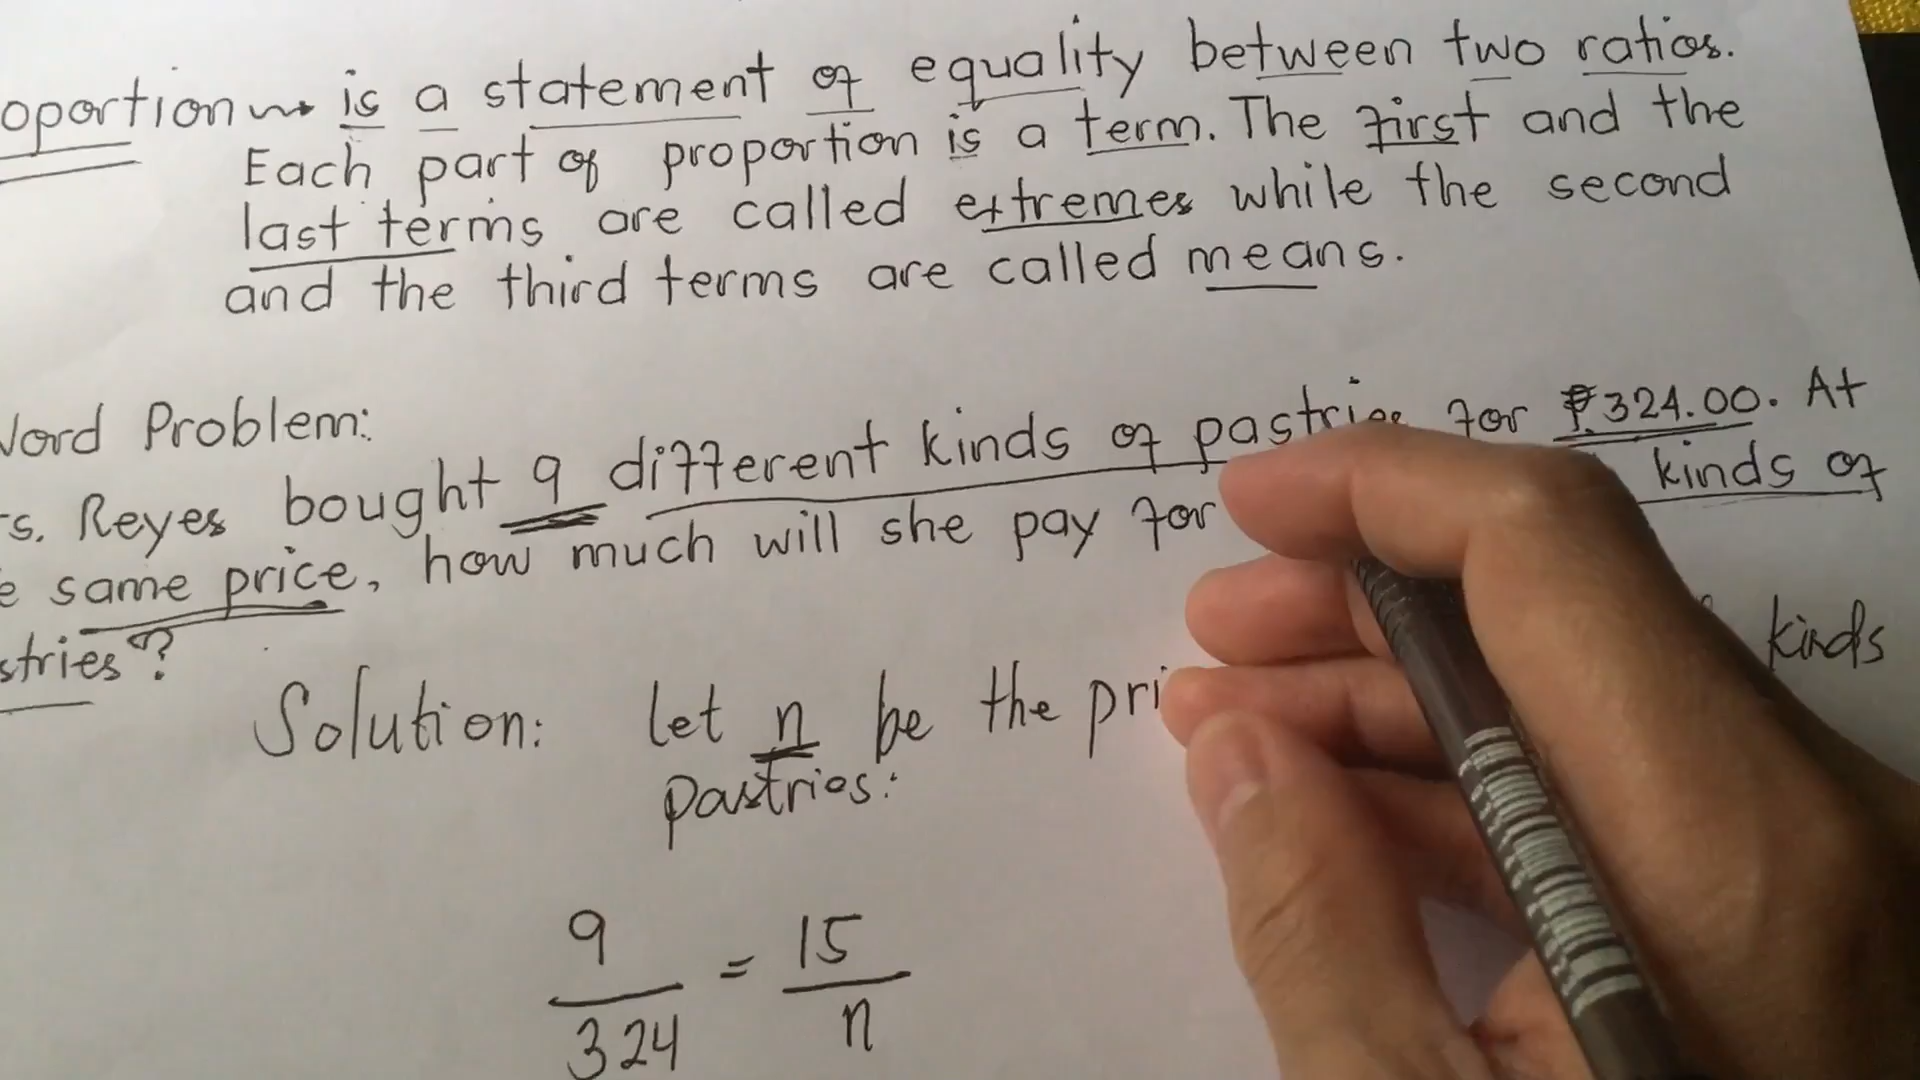 oportion → is a statement of equality between two ratios.
Each part of proportion is a term. The first and the
last terms are called extremes while the second
and the third terms are called means.
Word Problem:
rs. Reyes bought 9 different kinds of pastries for ₱324.00. At
e same price, how much will she pay for kinds of
stries?
Solution: let n be the pri kinds
pastries:
9/324 = 15/n